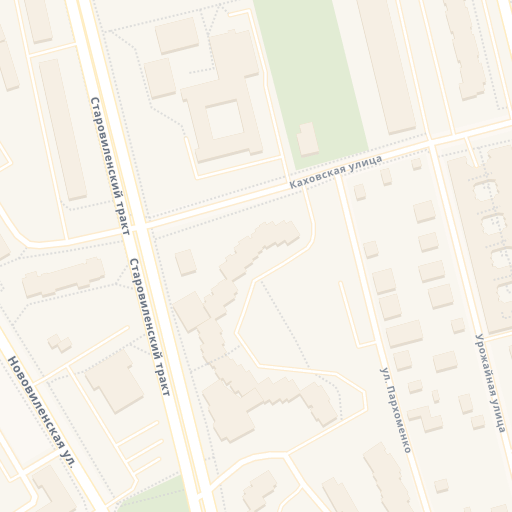 Старовиленский тракт
Каховская улица
Старовиленский тракт
Нововиленская ул.
ул. Пархоменко
Урожайная улица